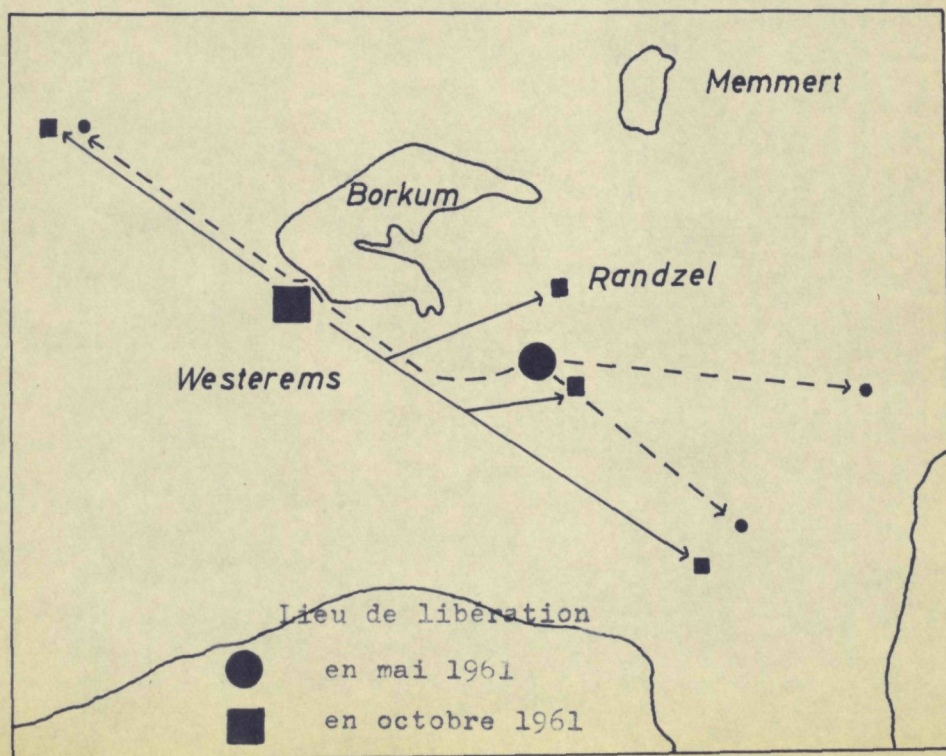 Memmert
Borkum
Randzel
Westerems
Lieu de libération
en mai 1961
en octobre 1961